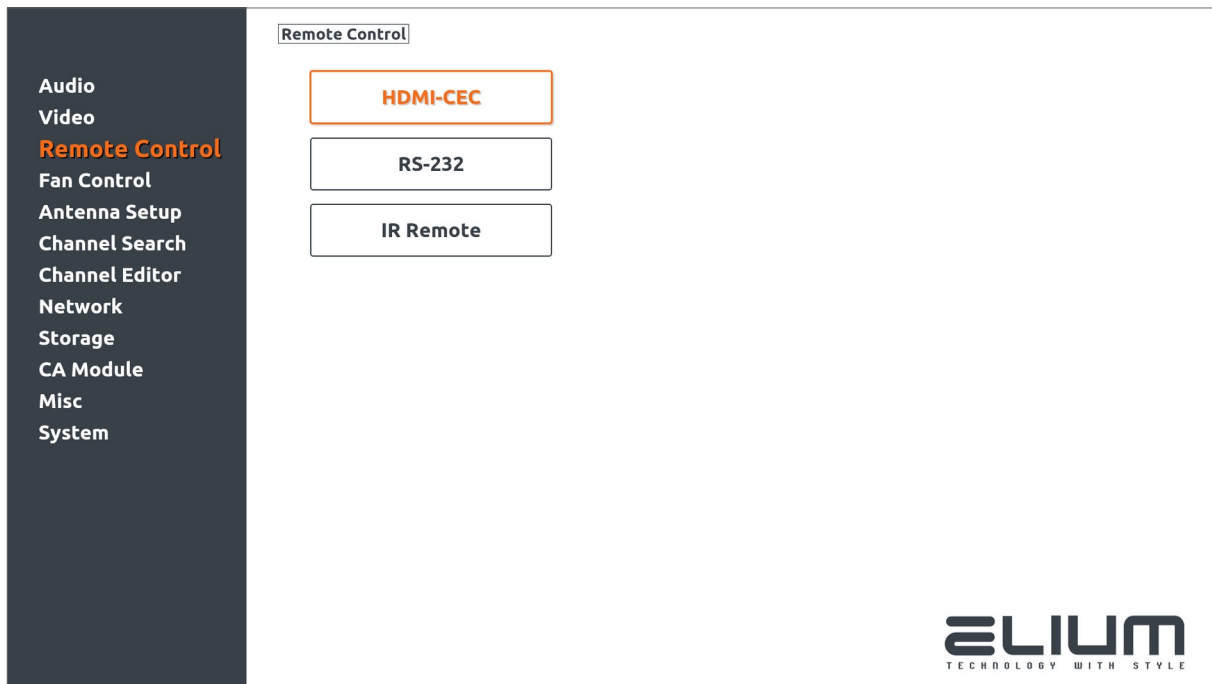 Remote Control
Audio
Video
Remote Control
Fan Control
Antenna Setup
Channel Search
Channel Editor
Network
Storage
CA Module
Misc
System
HDMI-CEC
RS-232
IR Remote
ELIUM
TECHNOLOGY WITH STYLE